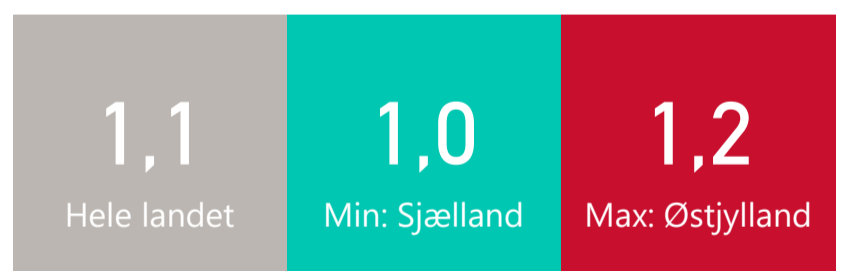 1,1
Hele landet
1,0
Min: Sjælland
1,2
Max: Østjylland